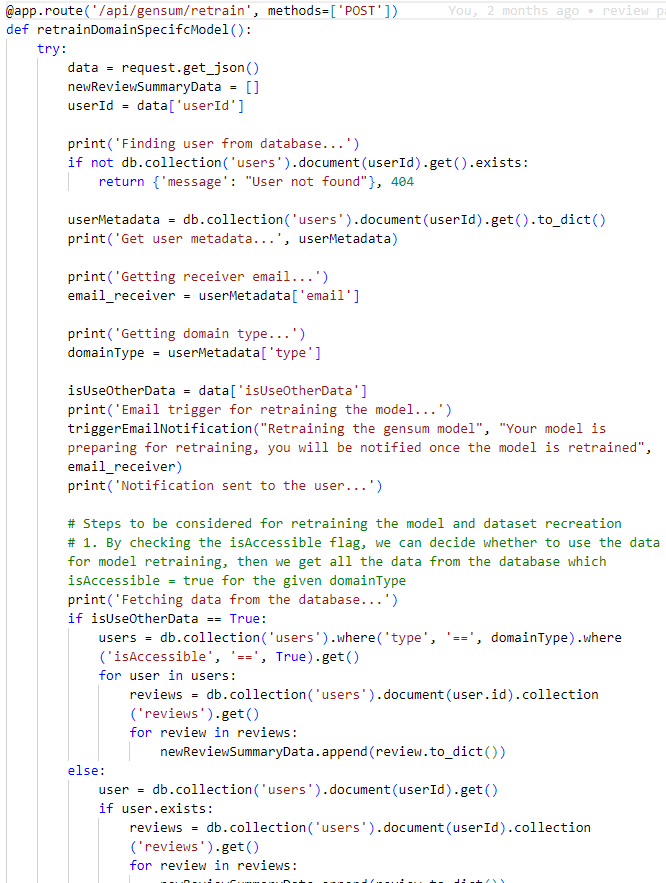 @app.route('/api/gensum/retrain', methods=['POST']) You, 2 months ago • review pa
def retrainDomainSpecifcModel():
try:
data = request.get_json()
newReviewSummaryData = []
userId = data['userId']
print('Finding user from database...')
if not db.collection('users').document(userId).get().exists:
return {'message': "User not found"}, 404
userMetadata = db.collection('users').document(userId).get().to_dict()
print('Get user metadata...', userMetadata)
print('Getting receiver email...')
email_receiver = userMetadata['email']
print('Getting domain type...')
domainType = userMetadata['type']
isUseOtherData = data['isUseOtherData']
print('Email trigger for retraining the model...')
triggerEmailNotification("Retraining the gensum model", "Your model is
preparing for retraining, you will be notified once the model is retrained",
email_receiver)
print('Notification sent to the user...')
# Steps to be considered for retraining the model and dataset recreation
# 1. By checking the isAccessible flag, we can decide whether to use the data
for model retraining, then we get all the data from the database which
isAccessible = true for the given domainType
print('Fetching data from the database...')
if isUseOtherData == True:
users = db.collection('users').where('type', '==', domainType).where
('isAccessible', '==', True).get()
for user in users:
reviews = db.collection('users').document(user.id).collection
('reviews').get()
for review in reviews:
newReviewSummaryData.append(review.to_dict())
else:
user = db.collection('users').document(userId).get()
if user.exists:
reviews = db.collection('users').document(userId).collection
('reviews').get()
for review in reviews: